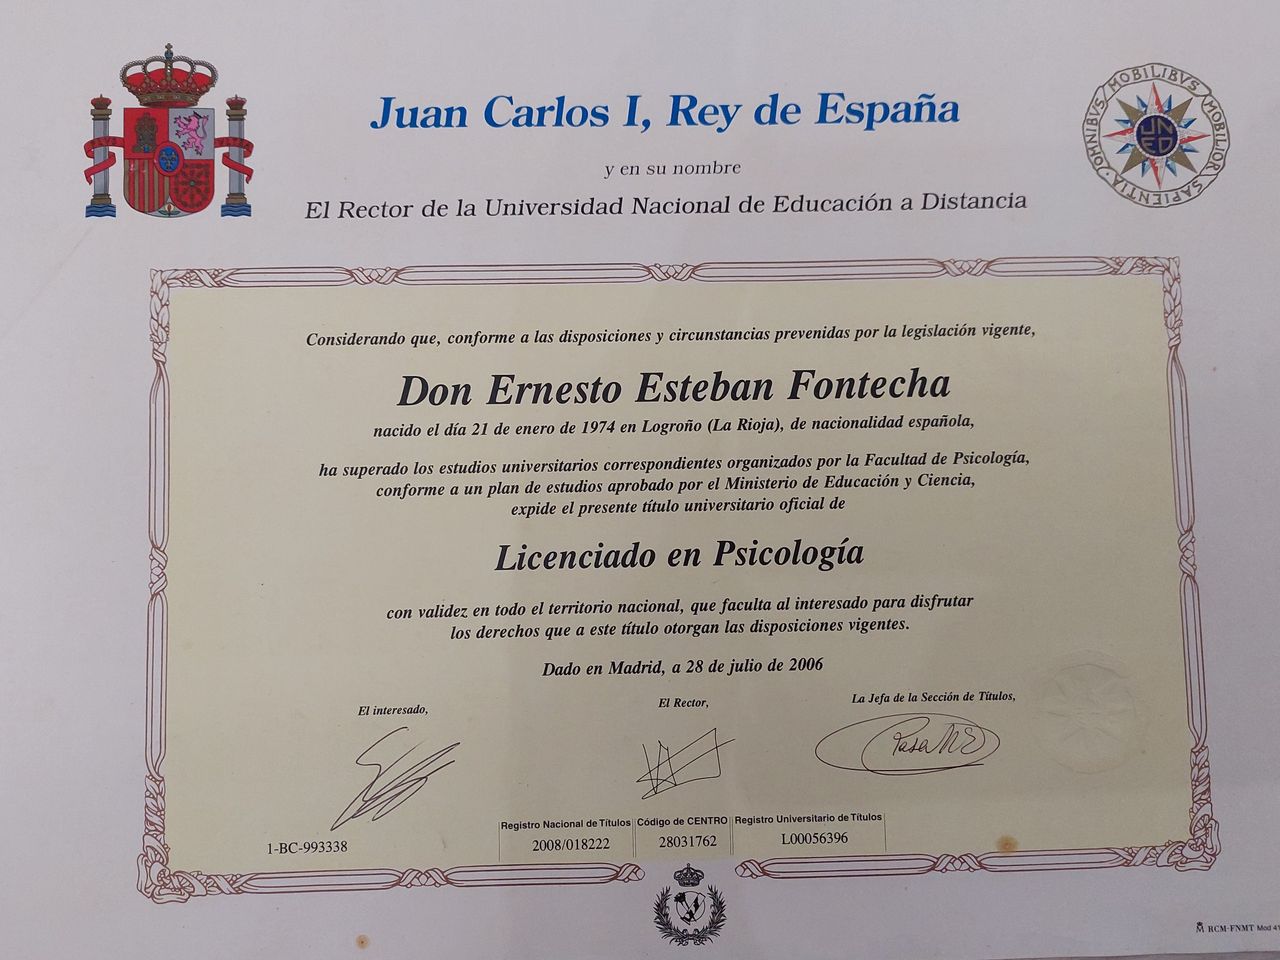 Juan Carlos I, Rey de España
y en su nombre
El Rector de la Universidad Nacional de Educación a Distancia
OMNIBVS MOBILIBVS MOBILIOR SAPIENTIA
UNED
Considerando que, conforme a las disposiciones y circunstancias prevenidas por la legislación vigente,
Don Ernesto Esteban Fontecha
nacido el día 21 de enero de 1974 en Logroño (La Rioja), de nacionalidad española,
ha superado los estudios universitarios correspondientes organizados por la Facultad de Psicología,
conforme a un plan de estudios aprobado por el Ministerio de Educación y Ciencia,
expide el presente título universitario oficial de
Licenciado en Psicología
con validez en todo el territorio nacional, que faculta al interesado para disfrutar
los derechos que a este título otorgan las disposiciones vigentes.
Dado en Madrid, a 28 de julio de 2006
El interesado,
El Rector,
La Jefa de la Sección de Títulos,
1-BC-993338
Registro Nacional de Títulos
2008/018222
Código de CENTRO
28031762
Registro Universitario de Títulos
L00056396
RCM-FNMT Mod 41